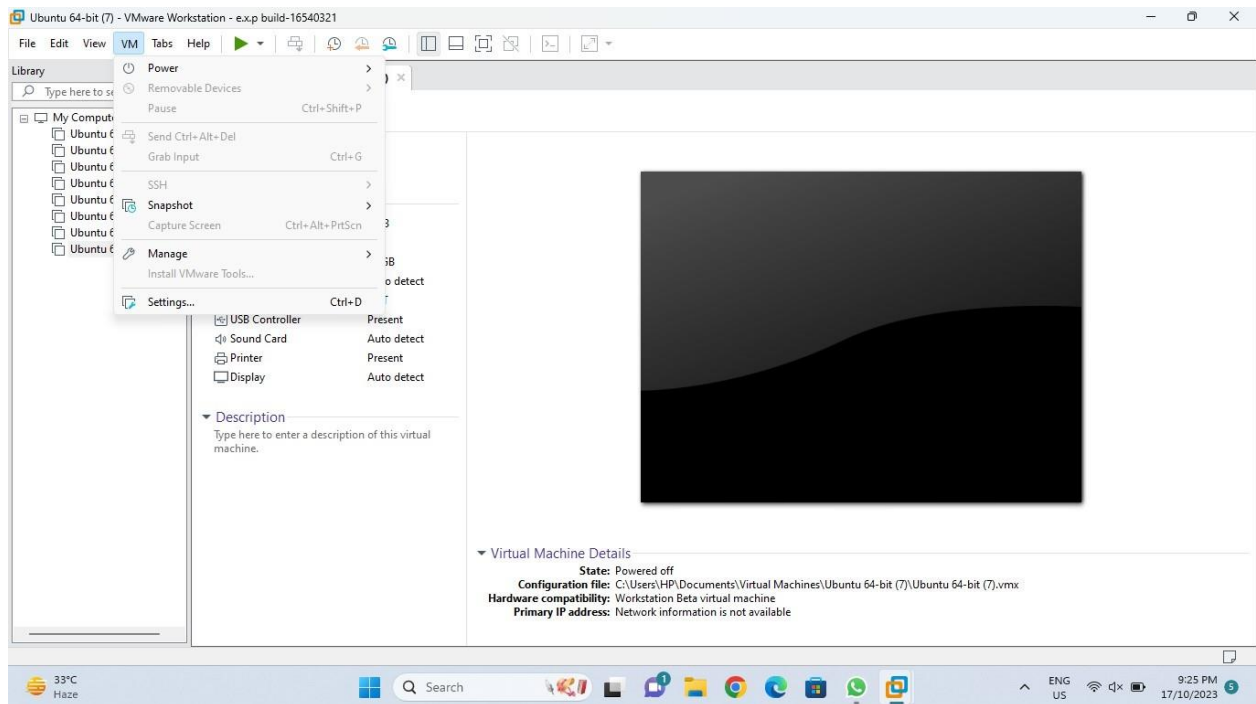 Ubuntu 64-bit (7) - VMware Workstation - e.x.p build-16540321
File Edit View VM Tabs Help
Library
Type here to se
My Compute
Ubuntu 6
Ubuntu 6
Ubuntu 6
Ubuntu 6
Ubuntu 6
Ubuntu 6
Ubuntu 6
Ubuntu 6
Power
Removable Devices
Pause Ctrl+Shift+P
Send Ctrl+Alt+Del
Grab Input Ctrl+G
SSH
Snapshot
Capture Screen Ctrl+Alt+PrtScn
Manage
Install VMware Tools...
Settings... Ctrl+D
o detect
USB Controller Present
Sound Card Auto detect
Printer Present
Display Auto detect
Description
Type here to enter a description of this virtual
machine.
Virtual Machine Details
State: Powered off
Configuration file: C:\Users\HP\Documents\Virtual Machines\Ubuntu 64-bit (7)\Ubuntu 64-bit (7).vmx
Hardware compatibility: Workstation Beta virtual machine
Primary IP address: Network information is not available
33°C
Haze
Search
1
ENG
US
9:25 PM
17/10/2023
5